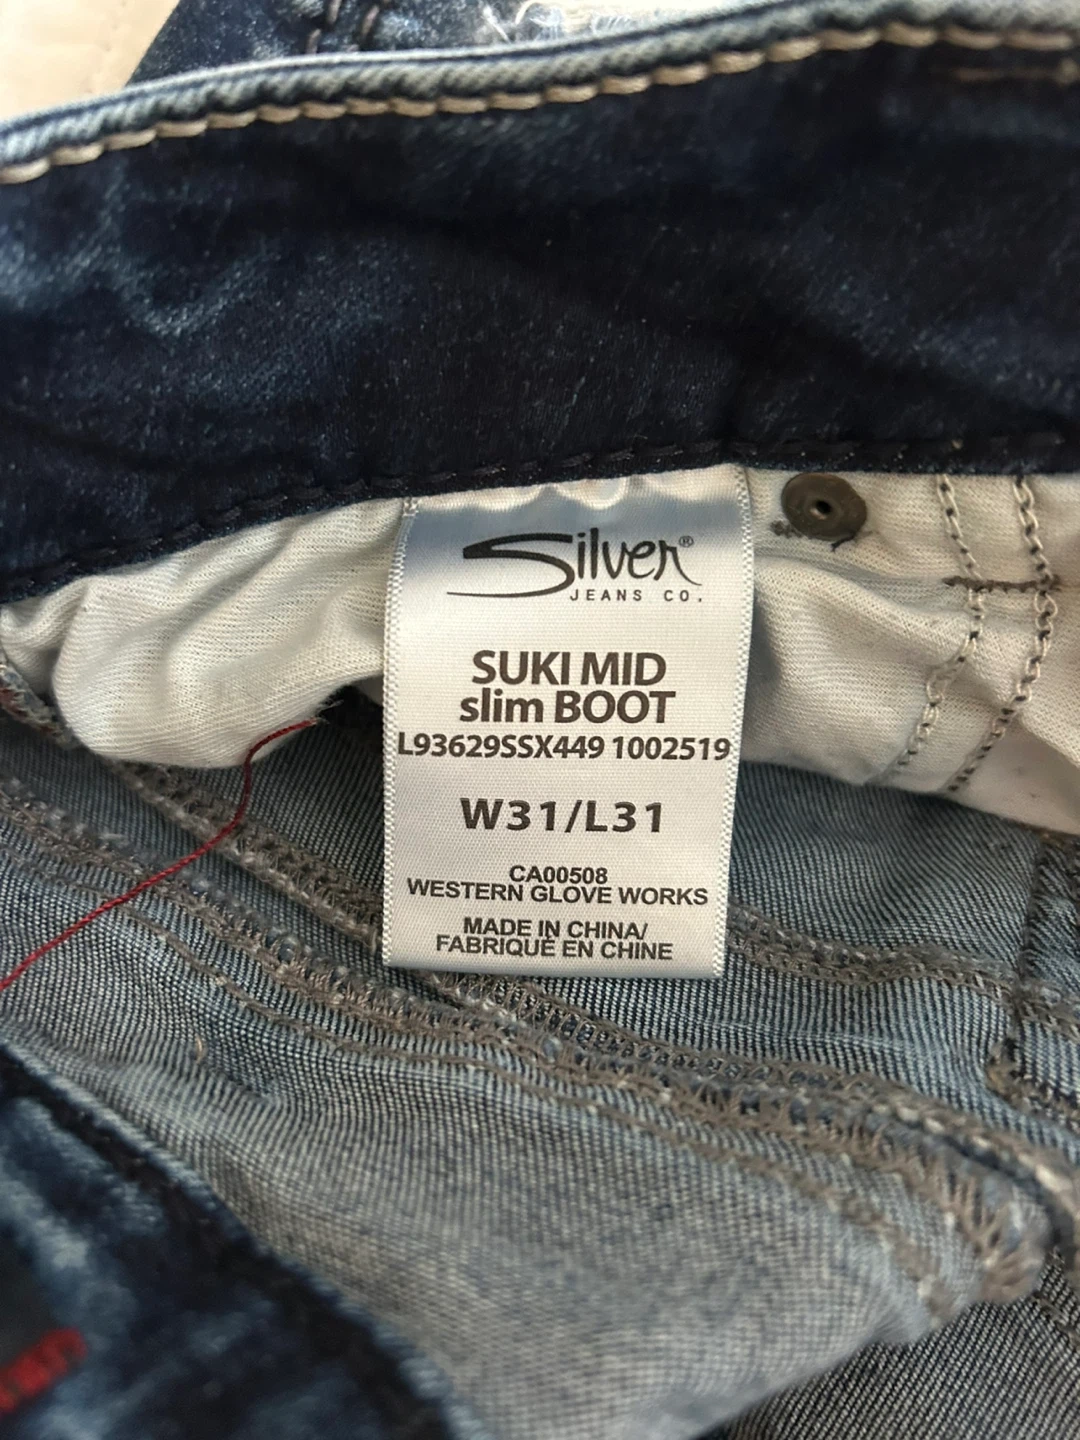 Silver®
JEANS CO.
SUKI MID
slim BOOT
L93629SSX449 1002519
W31/L31
CA00508
WESTERN GLOVE WORKS
MADE IN CHINA/
FABRIQUÉ EN CHINE